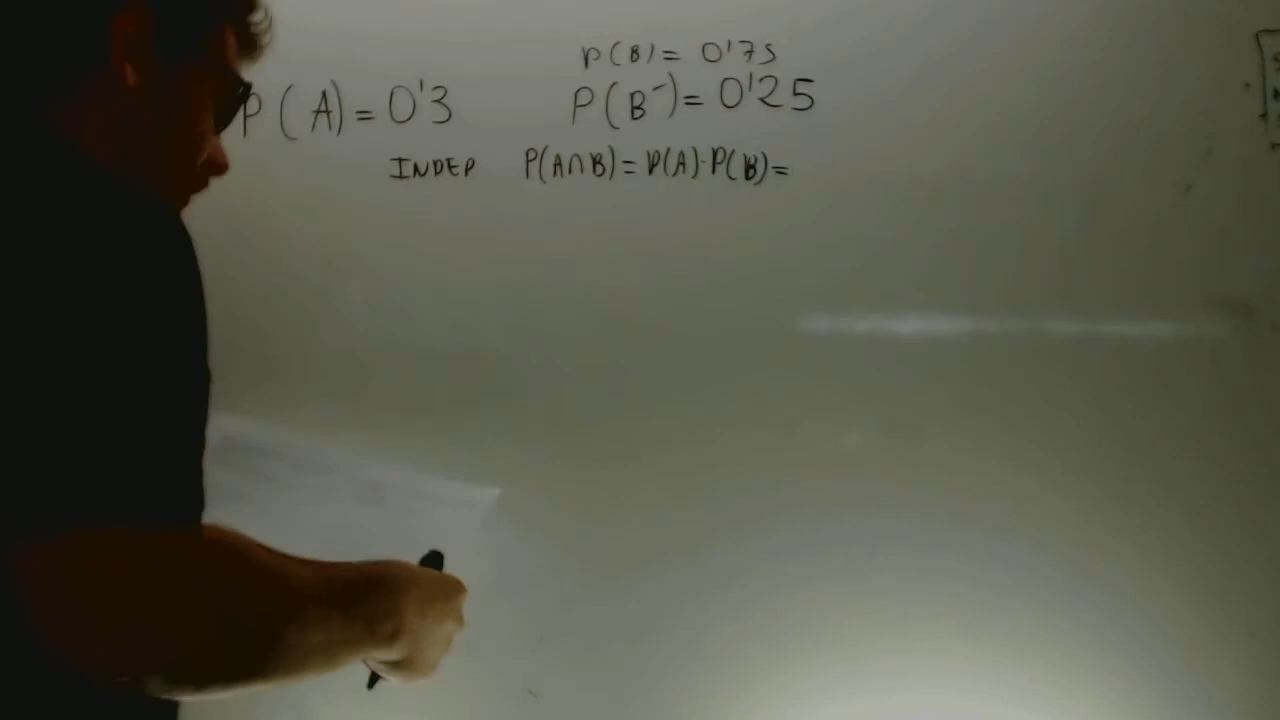 P(B) = 0'75
P(A) = 0'3 P(B¯) = 0'25
INDEP P(A∩B) = P(A)·P(B) =